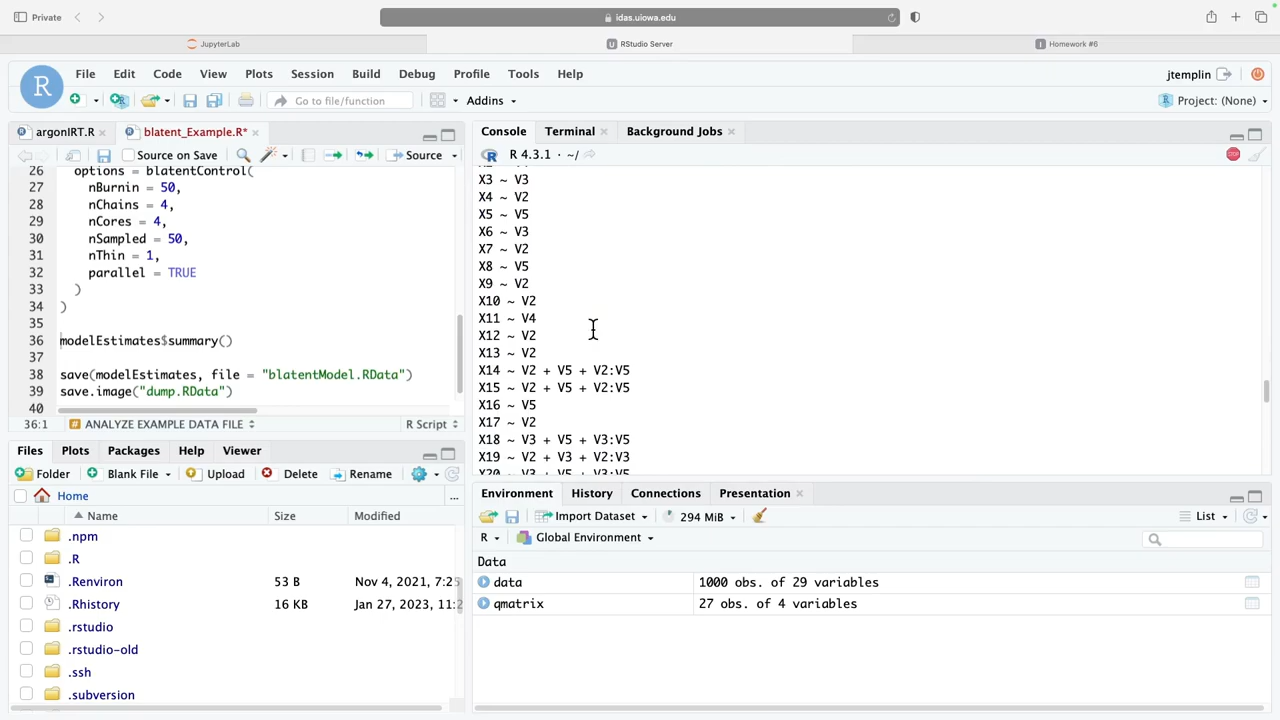 Private
idas.uiowa.edu
JupyterLab
RStudio Server
Homework #6
R
File Edit Code View Plots Session Build Debug Profile Tools Help
jtemplin
Go to file/function
Addins
Project: (None)
argonIRT.R
blatent_Example.R*
Source on Save
Source
26 options = blatentControl(
27 nBurnin = 50,
28 nChains = 4,
29 nCores = 4,
30 nSampled = 50,
31 nThin = 1,
32 parallel = TRUE
33 )
34 )
35
36 modelEstimates$summary()
37
38 save(modelEstimates, file = "blatentModel.RData")
39 save.image("dump.RData")
40
36:1 # ANALYZE EXAMPLE DATA FILE R Script
Files Plots Packages Help Viewer
Folder Blank File Upload Delete Rename
Home ...
Name Size Modified
.npm
.R
.Renviron 53 B Nov 4, 2021, 7:25
.Rhistory 16 KB Jan 27, 2023, 11:2
.rstudio
.rstudio-old
.ssh
.subversion
Console Terminal Background Jobs
R 4.3.1 · ~/
X3 ~ V3
X4 ~ V2
X5 ~ V5
X6 ~ V3
X7 ~ V2
X8 ~ V5
X9 ~ V2
X10 ~ V2
X11 ~ V4
X12 ~ V2
X13 ~ V2
X14 ~ V2 + V5 + V2:V5
X15 ~ V2 + V5 + V2:V5
X16 ~ V5
X17 ~ V2
X18 ~ V3 + V5 + V3:V5
X19 ~ V2 + V3 + V2:V3
X20 ~ V3 + V5 + V3:V5
Environment History Connections Presentation
Import Dataset 294 MiB List
R Global Environment
Data
data 1000 obs. of 29 variables
qmatrix 27 obs. of 4 variables